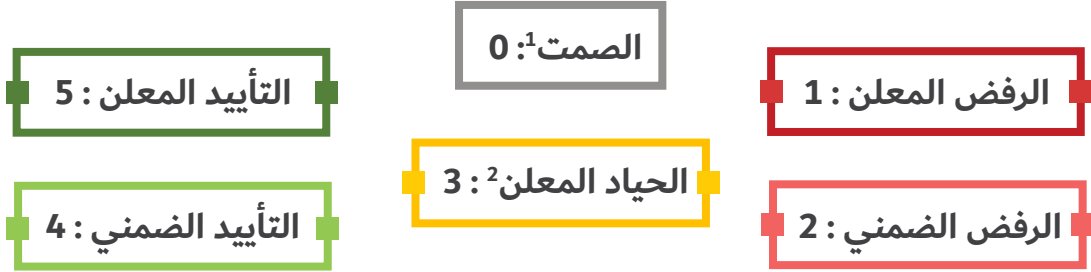 الصمت¹: 0
الرفض المعلن : 1
التأييد المعلن : 5
الحياد المعلن² : 3
الرفض الضمني : 2
التأييد الضمني : 4